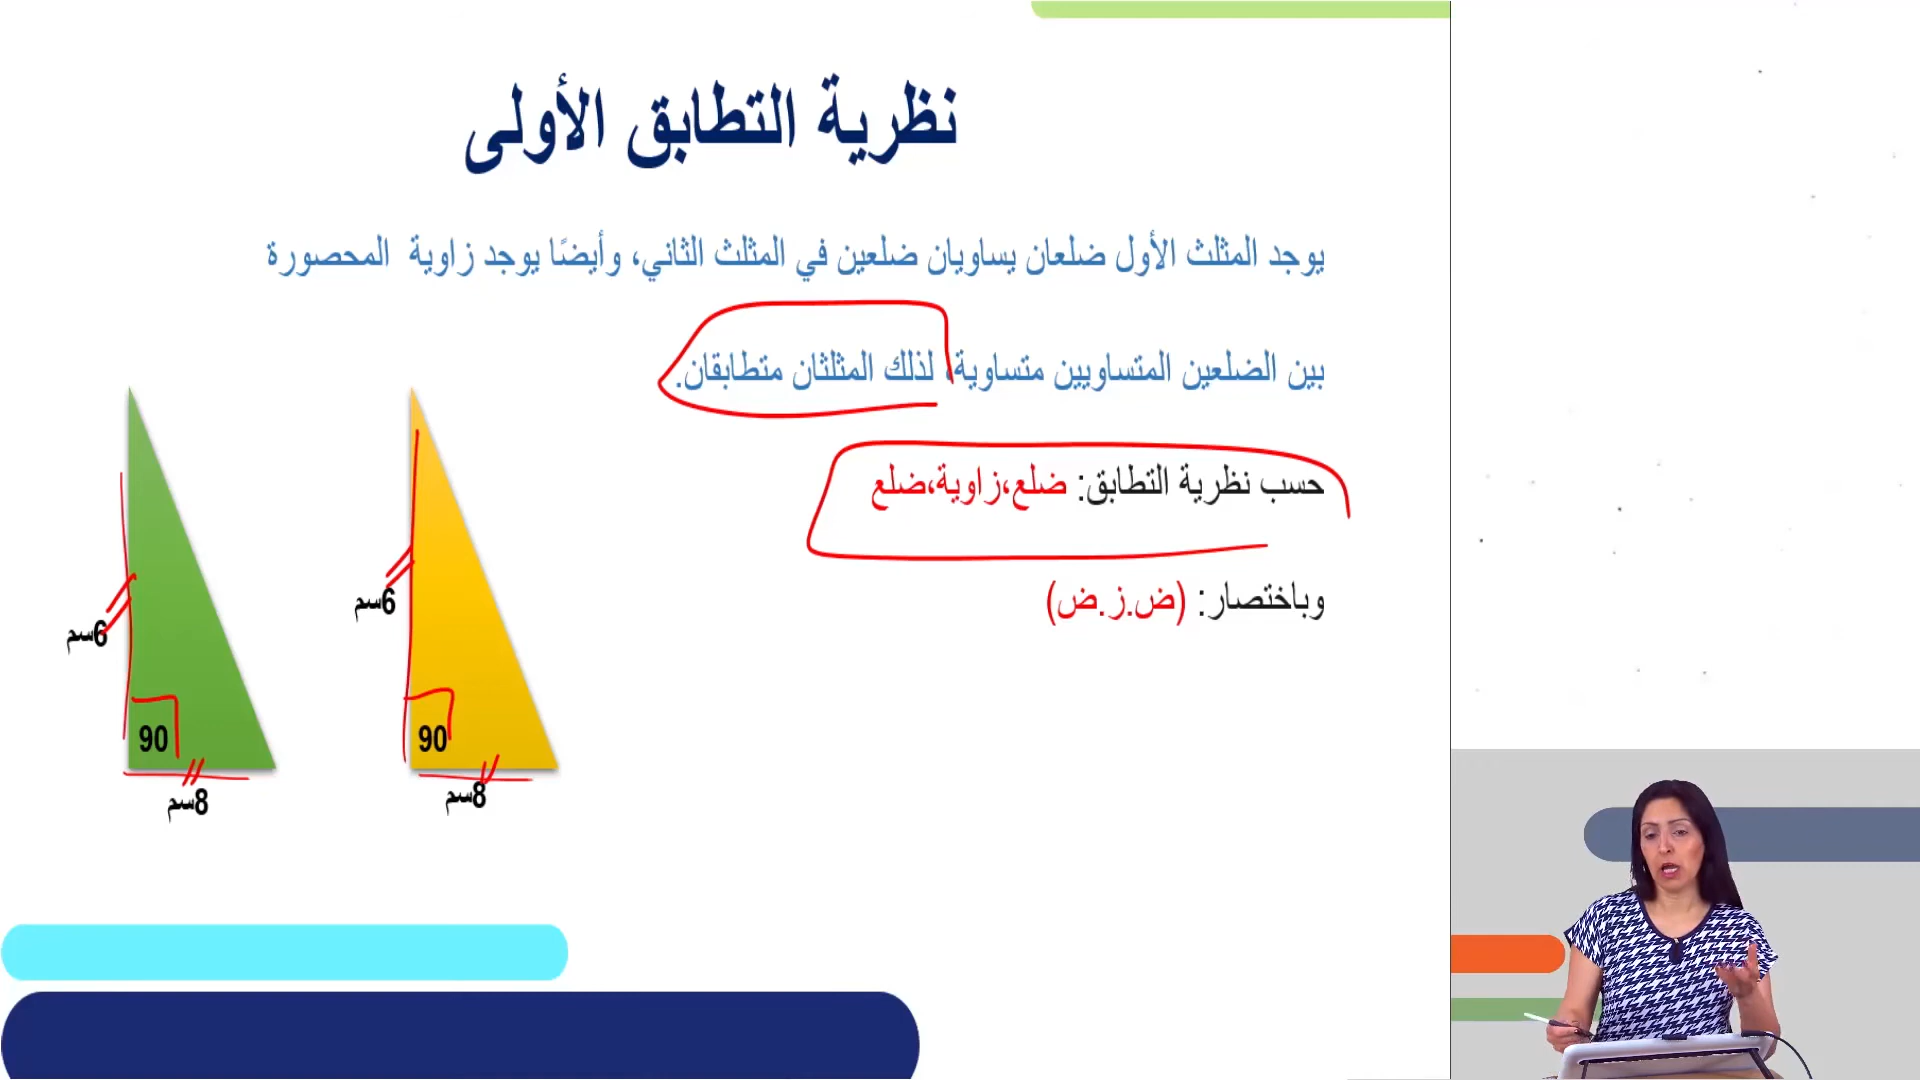 نظرية التطابق الأولى
يوجد المثلث الأول ضلعان يساويان ضلعين في المثلث الثاني، وأيضًا يوجد زاوية المحصورة
بين الضلعين المتساويين متساوية، لذلك المثلثان متطابقان.
حسب نظرية التطابق: ضلع،زاوية،ضلع
وباختصار: (ض.ز.ض)
6سم
6سم
90
90
8سم
8سم